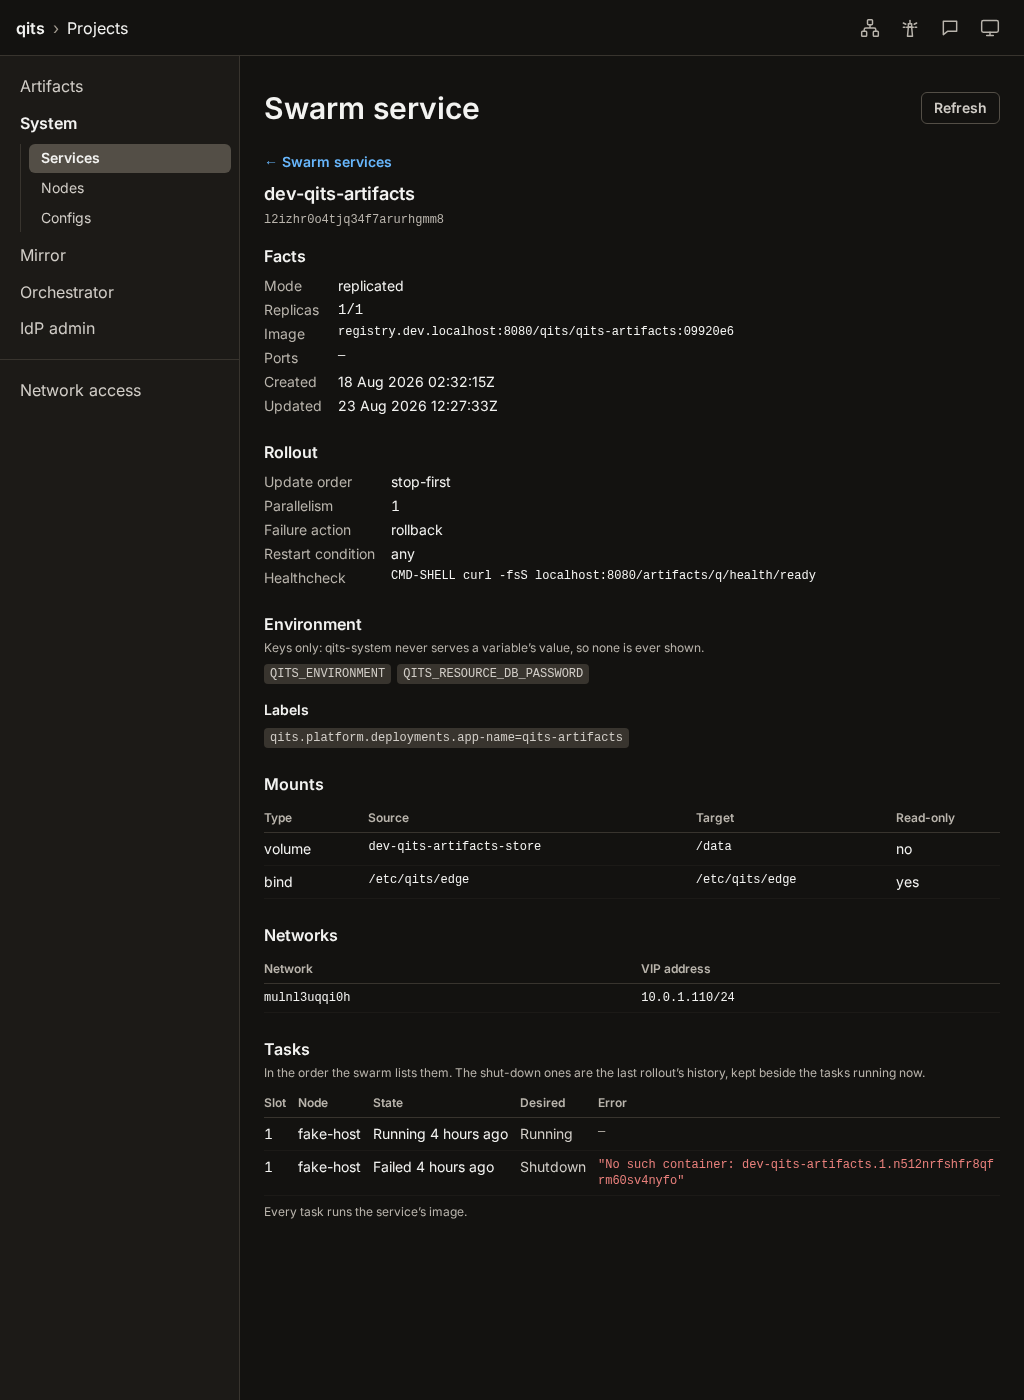 qits › Projects
Artifacts
System
Services
Nodes
Configs
Mirror
Orchestrator
IdP admin
Network access
Swarm service
Refresh
← Swarm services
dev-qits-artifacts
l2izhr0o4tjq34f7arurhgmm8
Facts
Mode replicated
Replicas 1/1
Image registry.dev.localhost:8080/qits/qits-artifacts:09920e6
Ports –
Created 18 Aug 2026 02:32:15Z
Updated 23 Aug 2026 12:27:33Z
Rollout
Update order stop-first
Parallelism 1
Failure action rollback
Restart condition any
Healthcheck CMD-SHELL curl -fsS localhost:8080/artifacts/q/health/ready
Environment
Keys only: qits-system never serves a variable’s value, so none is ever shown.
QITS_ENVIRONMENT QITS_RESOURCE_DB_PASSWORD
Labels
qits.platform.deployments.app-name=qits-artifacts
Mounts
Type Source Target Read-only
volume dev-qits-artifacts-store /data no
bind /etc/qits/edge /etc/qits/edge yes
Networks
Network VIP address
mulnl3uqqi0h 10.0.1.110/24
Tasks
In the order the swarm lists them. The shut-down ones are the last rollout’s history, kept beside the tasks running now.
Slot Node State Desired Error
1 fake-host Running 4 hours ago Running –
1 fake-host Failed 4 hours ago Shutdown "No such container: dev-qits-artifacts.1.n512nrfshfr8qf
rm60sv4nyfo"
Every task runs the service’s image.